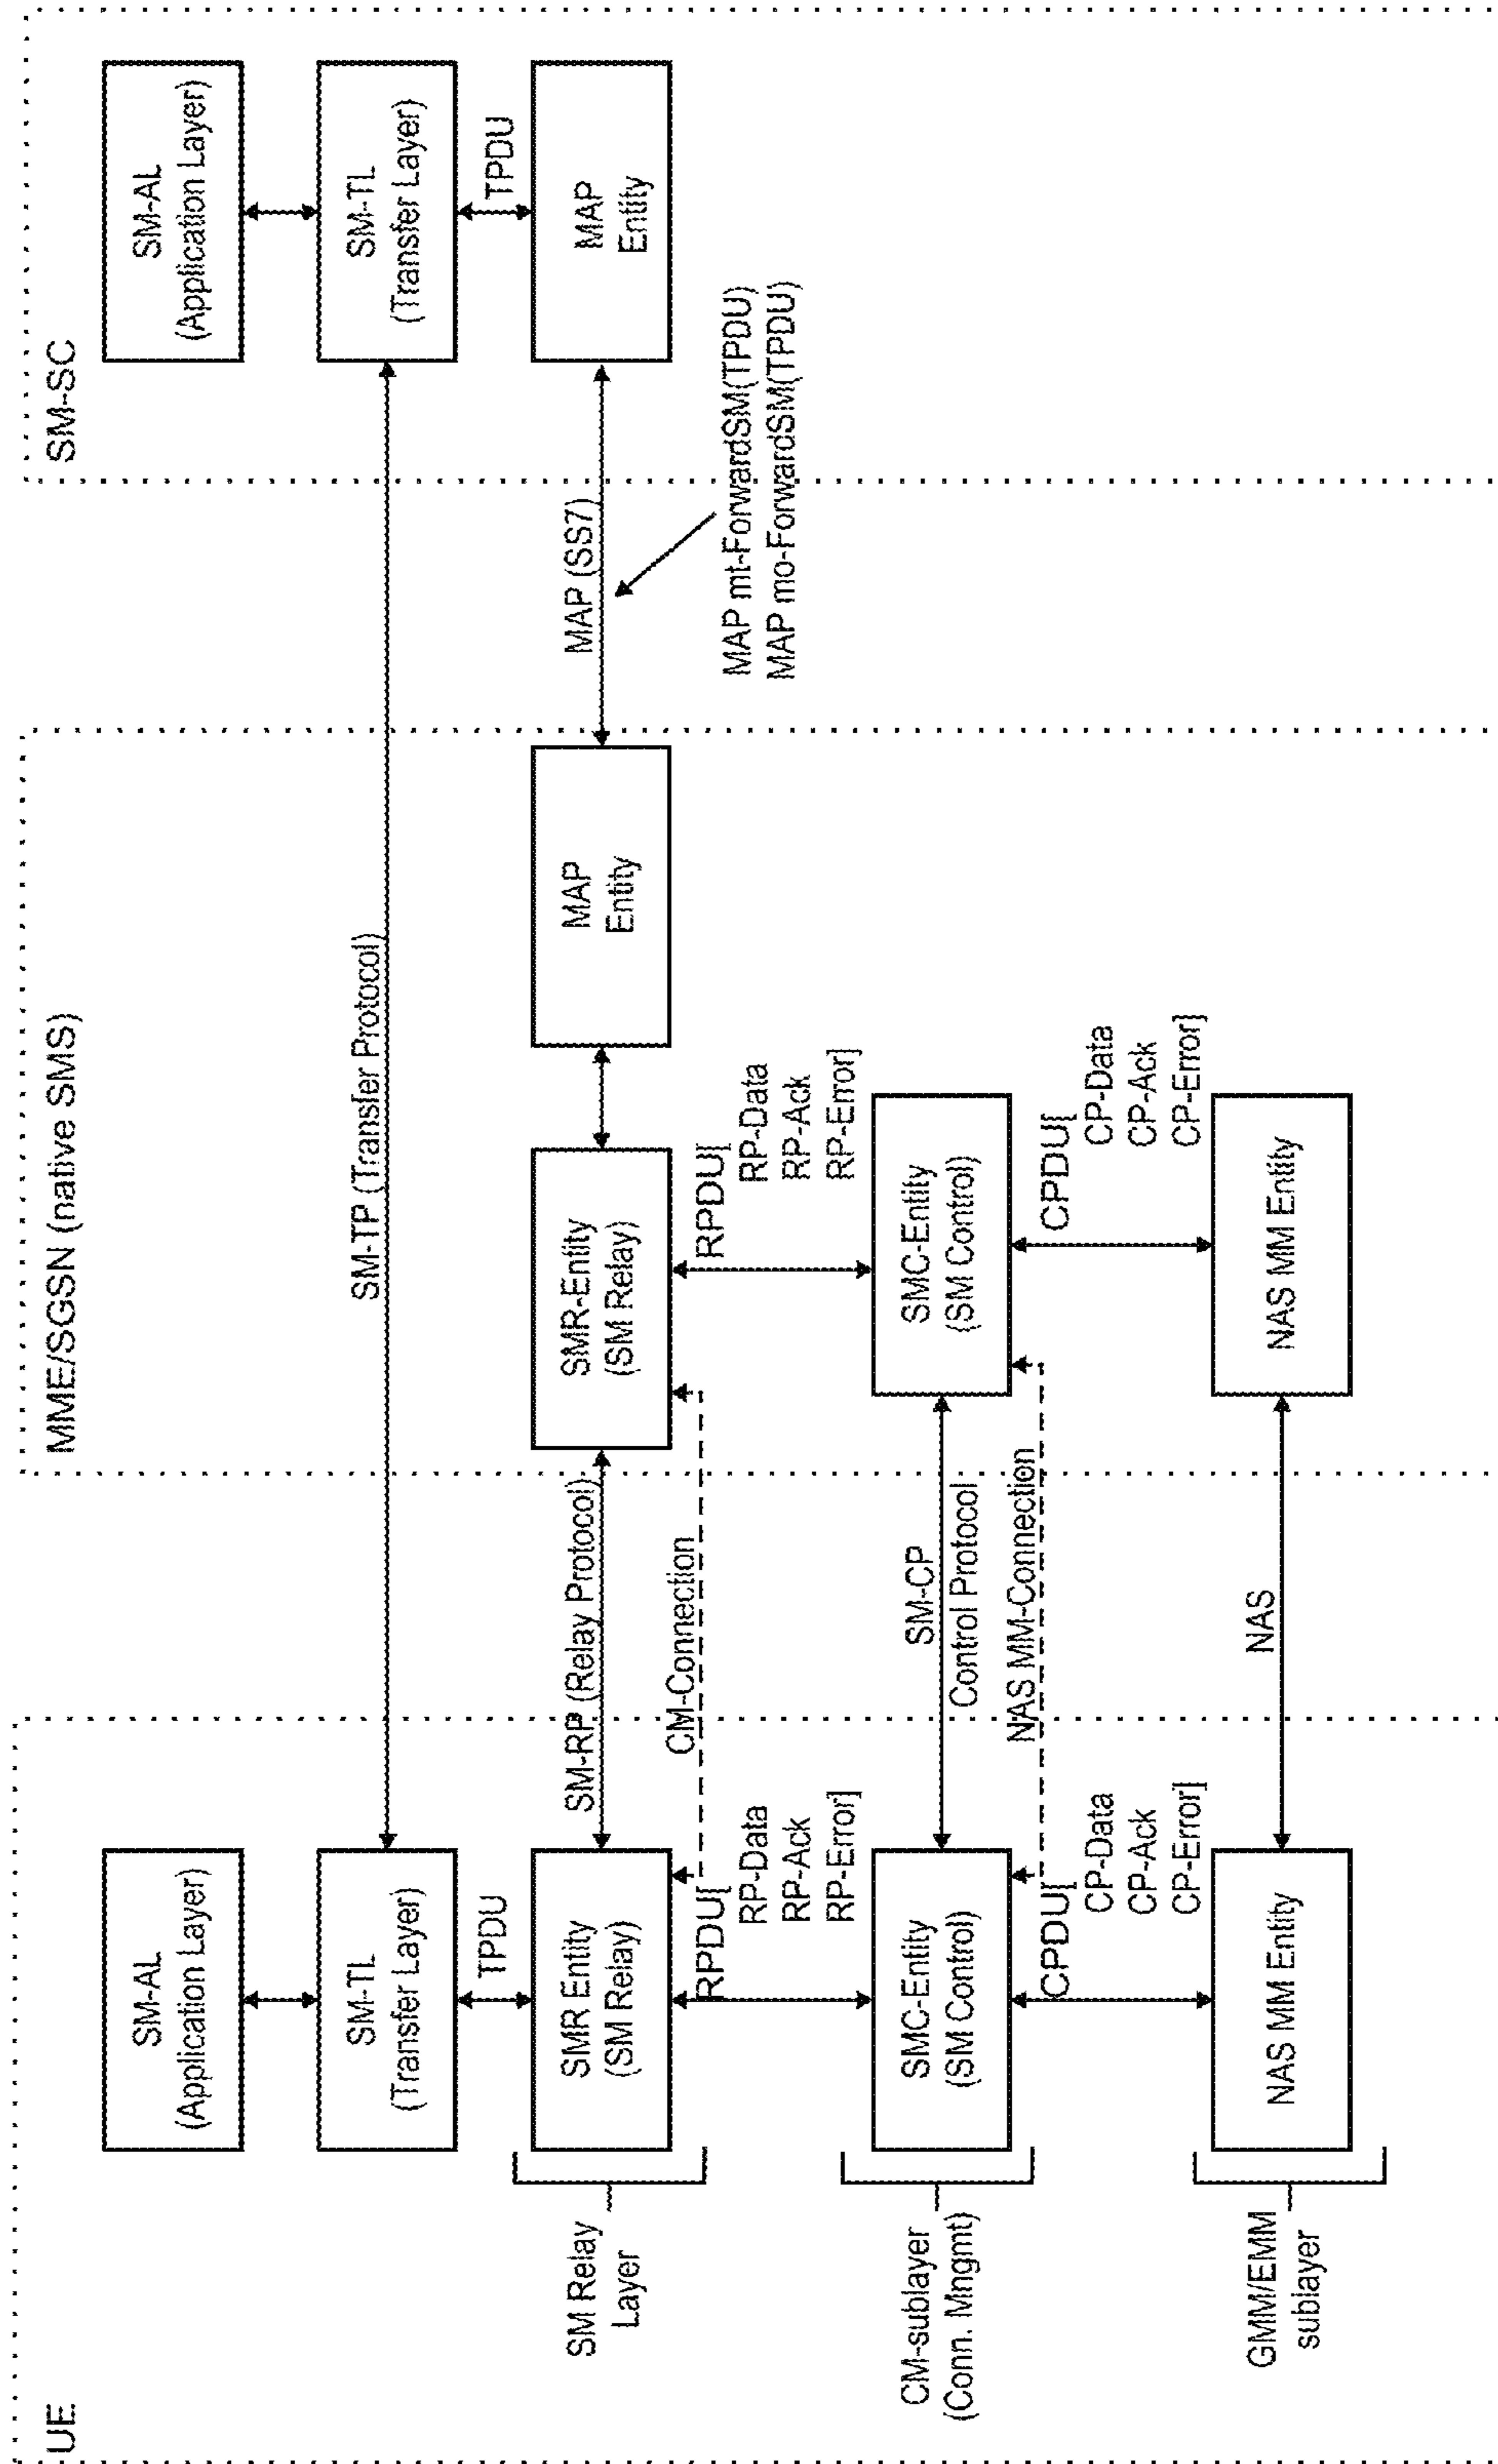 UE
SM-AL
(Application Layer)
SM-TL
(Transfer Layer)
TPDU
SM Relay
Layer
SMR Entity
(SM Relay)
RPDU[
RP-Data
RP-Ack
RP-Error]
CM-sublayer
(Conn. Mngmt)
SMC-Entity
(SM Control)
CPDU[
CP-Data
CP-Ack
CP-Error]
GMM/EMM
sublayer
NAS MM Entity
SM-TP (Transfer Protocol)
SM-RP (Relay Protocol)
CM-Connection
SM-CP
Control Protocol
NAS MM-Connection
NAS
MME/SGSN (native SMS)
SMR-Entity
(SM Relay)
MAP
Entity
RPDU[
RP-Data
RP-Ack
RP-Error]
SMC-Entity
(SM Control)
CPDU[
CP-Data
CP-Ack
CP-Error]
NAS MM Entity
MAP (SS7)
MAP mt-ForwardSM(TPDU)
MAP mo-ForwardSM(TPDU)
SM-SC
SM-AL
(Application Layer)
SM-TL
(Transfer Layer)
TPDU
MAP
Entity